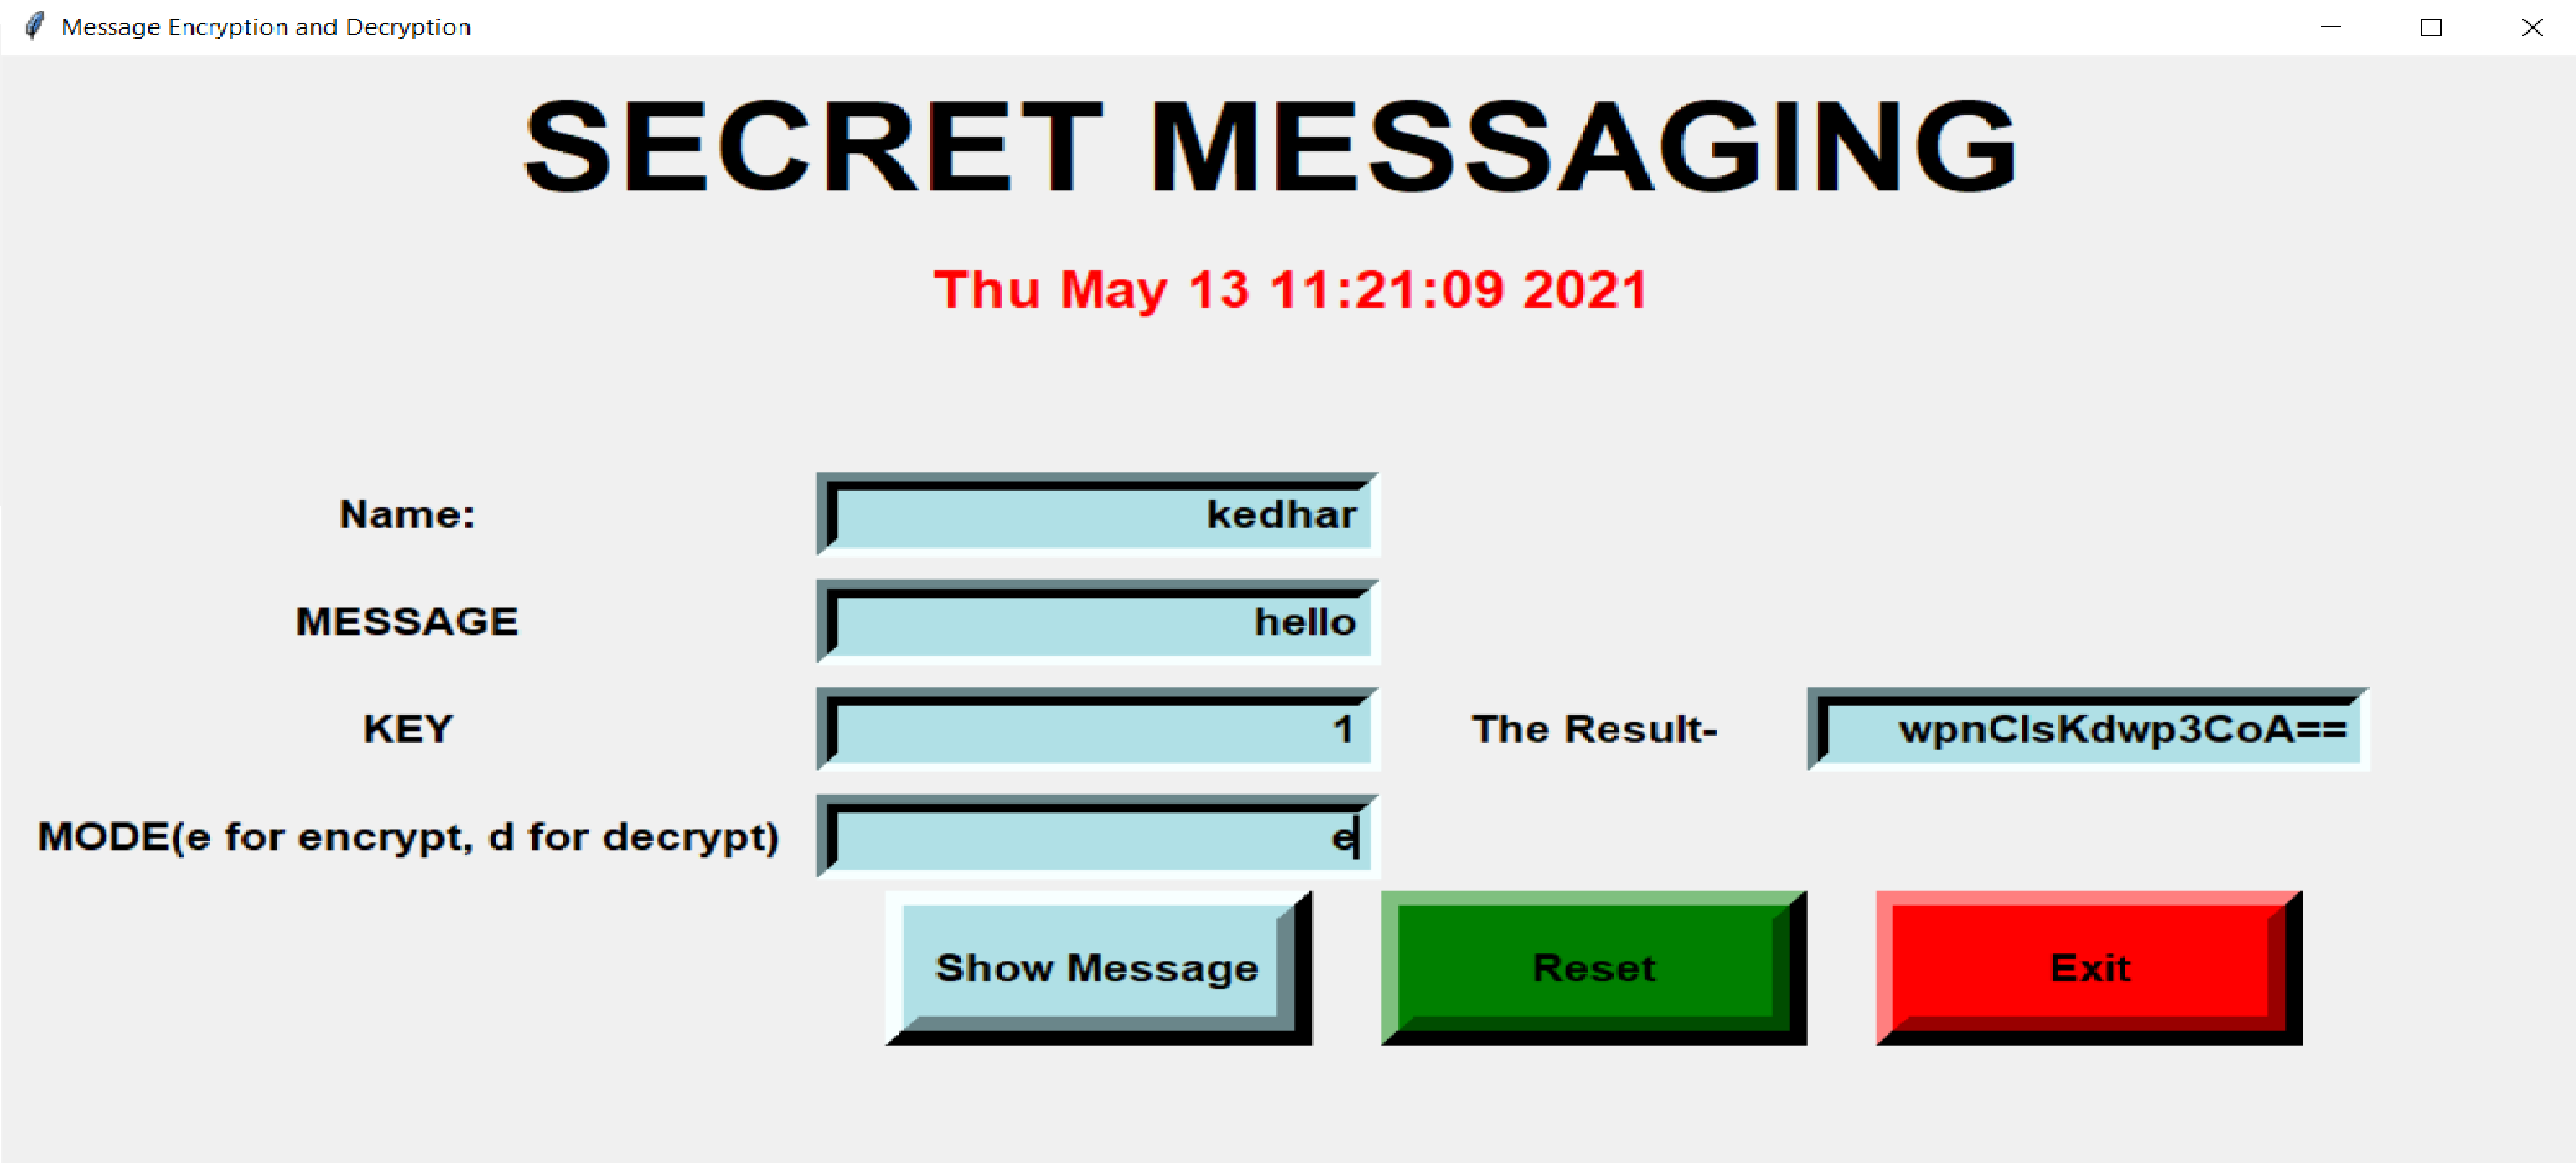 Message Encryption and Decryption
SECRET MESSAGING
Thu May 13 11:21:09 2021
Name: kedhar
MESSAGE hello
KEY 1 The Result- wpnClsKdwp3CoA==
MODE(e for encrypt, d for decrypt) e
Show Message Reset Exit